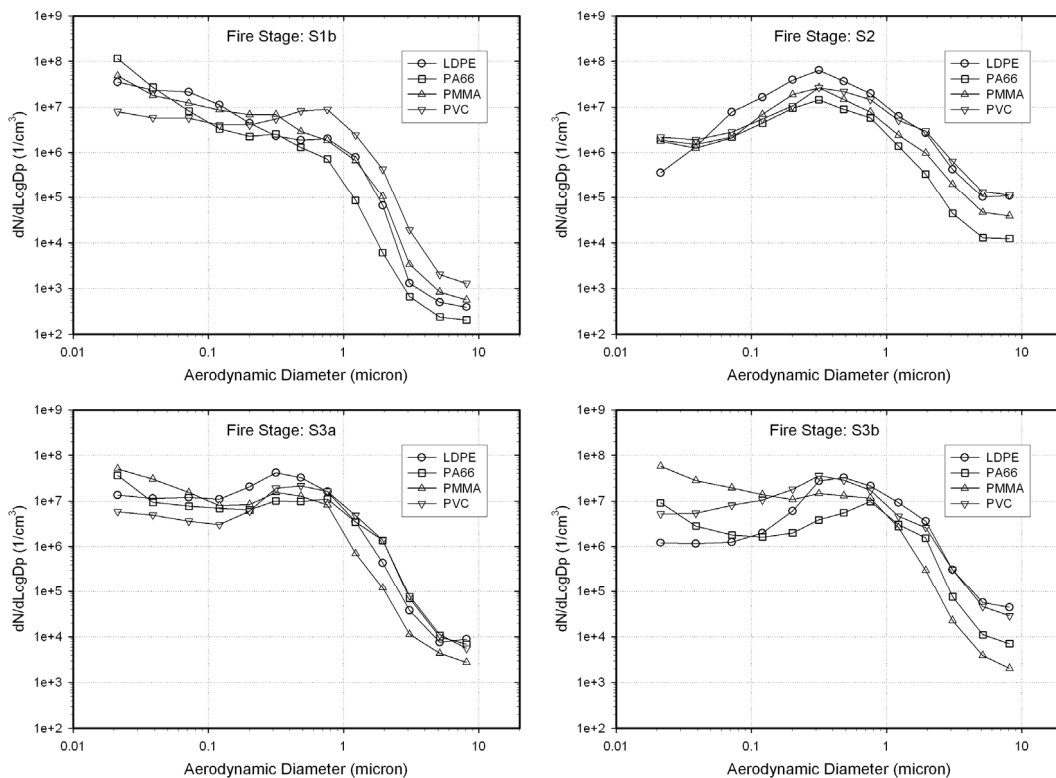 Fire Stage: S1b
LDPE
PA66
PMMA
PVC
1e+9
1e+8
1e+7
1e+6
1e+5
1e+4
1e+3
1e+2
dN/dLcgDp (1/cm³)
0.01
0.1
1
10
Aerodynamic Diameter (micron)
Fire Stage: S2
LDPE
PA66
PMMA
PVC
1e+9
1e+8
1e+7
1e+6
1e+5
1e+4
1e+3
1e+2
dN/dLcgDp (1/cm³)
0.01
0.1
1
10
Aerodynamic Diameter (micron)
Fire Stage: S3a
LDPE
PA66
PMMA
PVC
1e+9
1e+8
1e+7
1e+6
1e+5
1e+4
1e+3
1e+2
dN/dLcgDp (1/cm³)
0.01
0.1
1
10
Aerodynamic Diameter (micron)
Fire Stage: S3b
LDPE
PA66
PMMA
PVC
1e+9
1e+8
1e+7
1e+6
1e+5
1e+4
1e+3
1e+2
dN/dLcgDp (1/cm³)
0.01
0.1
1
10
Aerodynamic Diameter (micron)